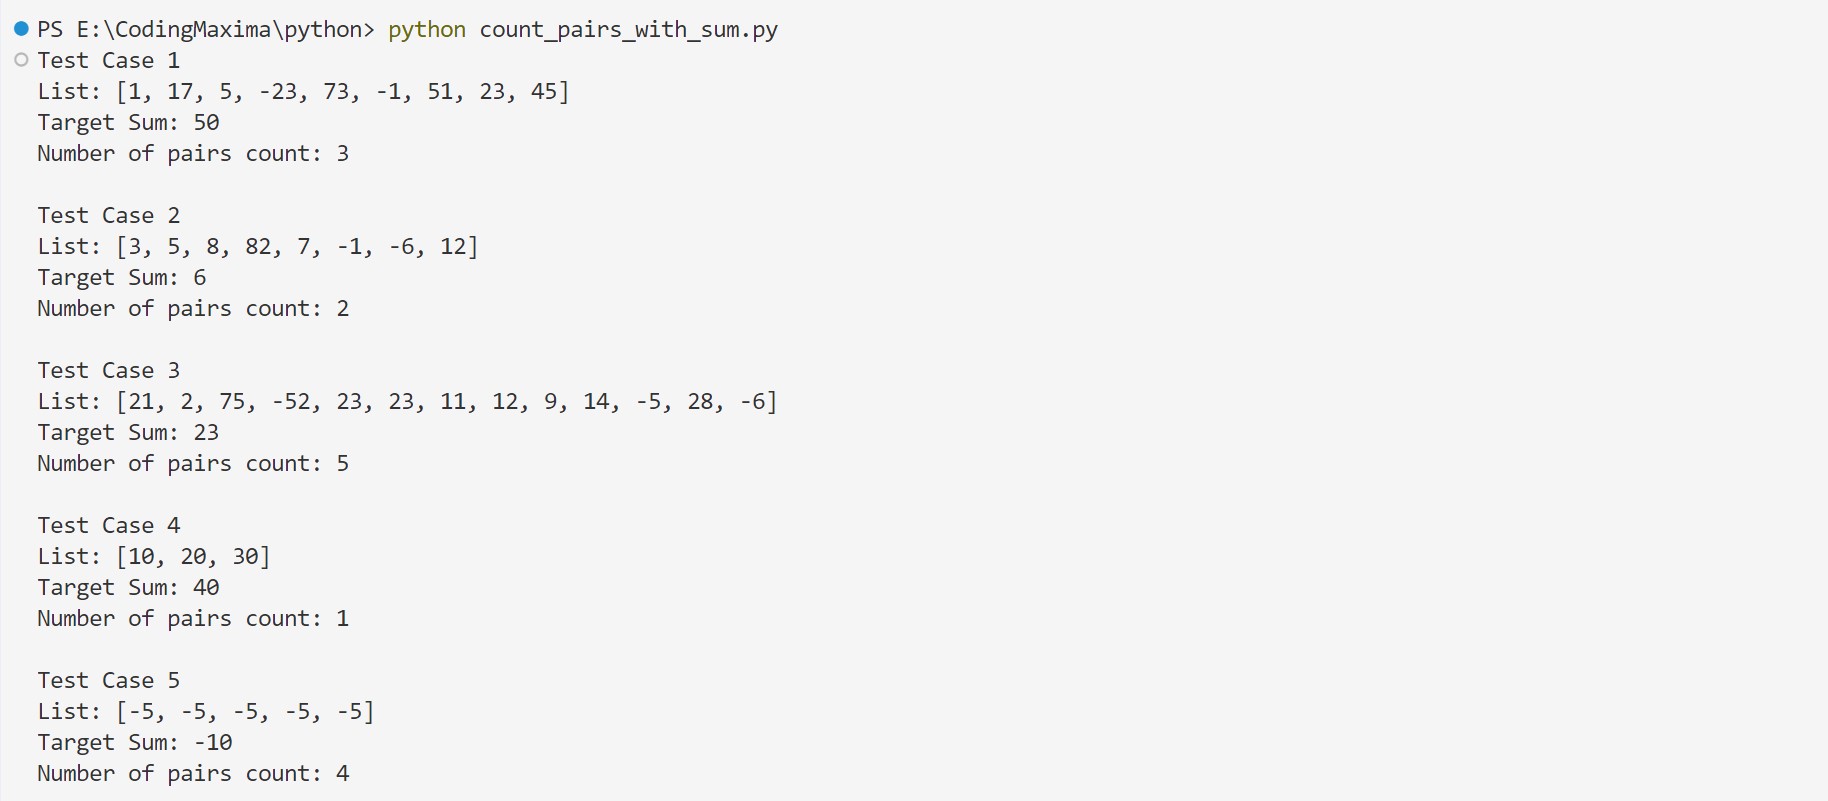 PS E:\CodingMaxima\python> python count_pairs_with_sum.py
Test Case 1
List: [1, 17, 5, -23, 73, -1, 51, 23, 45]
Target Sum: 50
Number of pairs count: 3
Test Case 2
List: [3, 5, 8, 82, 7, -1, -6, 12]
Target Sum: 6
Number of pairs count: 2
Test Case 3
List: [21, 2, 75, -52, 23, 23, 11, 12, 9, 14, -5, 28, -6]
Target Sum: 23
Number of pairs count: 5
Test Case 4
List: [10, 20, 30]
Target Sum: 40
Number of pairs count: 1
Test Case 5
List: [-5, -5, -5, -5, -5]
Target Sum: -10
Number of pairs count: 4